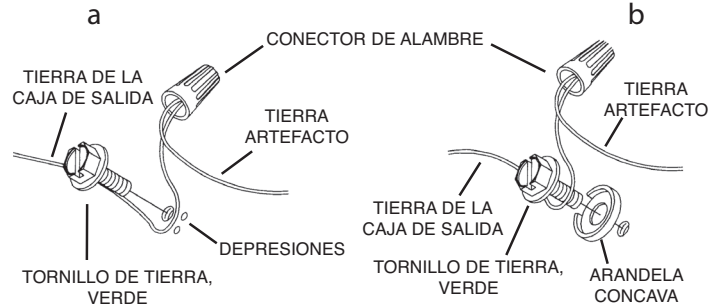 a
b
CONECTOR DE ALAMBRE
TIERRA DE LA
CAJA DE SALIDA
TIERRA
ARTEFACTO
DEPRESIONES
TORNILLO DE TIERRA,
VERDE
TIERRA
ARTEFACTO
TIERRA DE LA
CAJA DE SALIDA
TORNILLO DE TIERRA,
VERDE
ARANDELA
CONCAVA